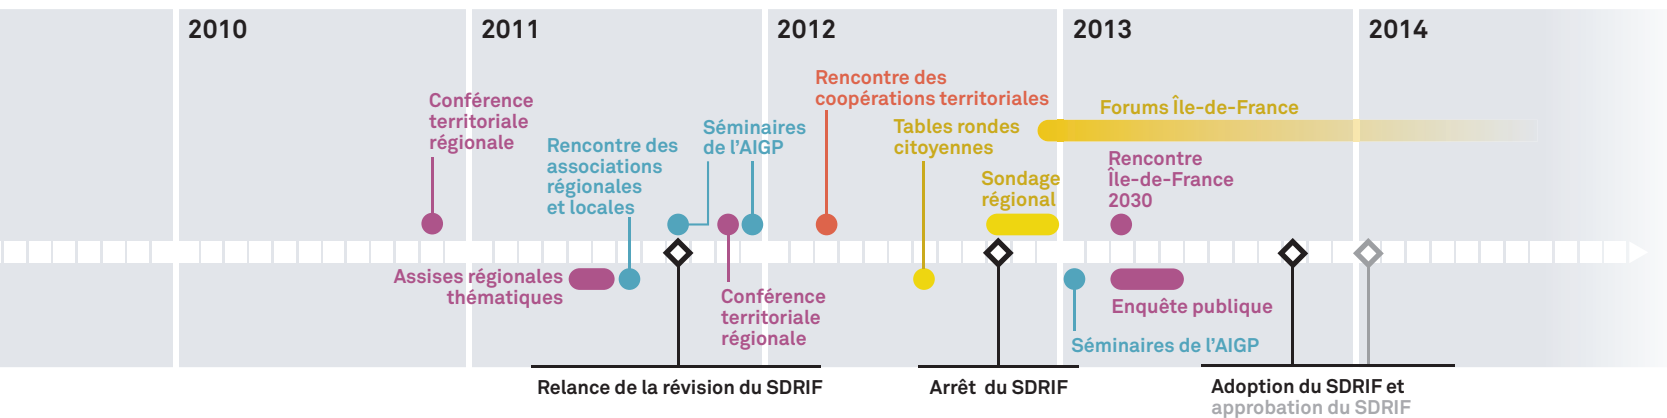 2010
2011
2012
2013
2014
Conférence
territoriale
régionale
Rencontre des
associations
régionales
et locales
Séminaires
de l’AIGP
Rencontre des
coopérations territoriales
Tables rondes
citoyennes
Sondage
régional
Forums Île-de-France
Rencontre
Île-de-France
2030
Assises régionales
thématiques
Conférence
territoriale
régionale
Enquête publique
Séminaires de l’AIGP
Relance de la révision du SDRIF
Arrêt du SDRIF
Adoption du SDRIF et
approbation du SDRIF